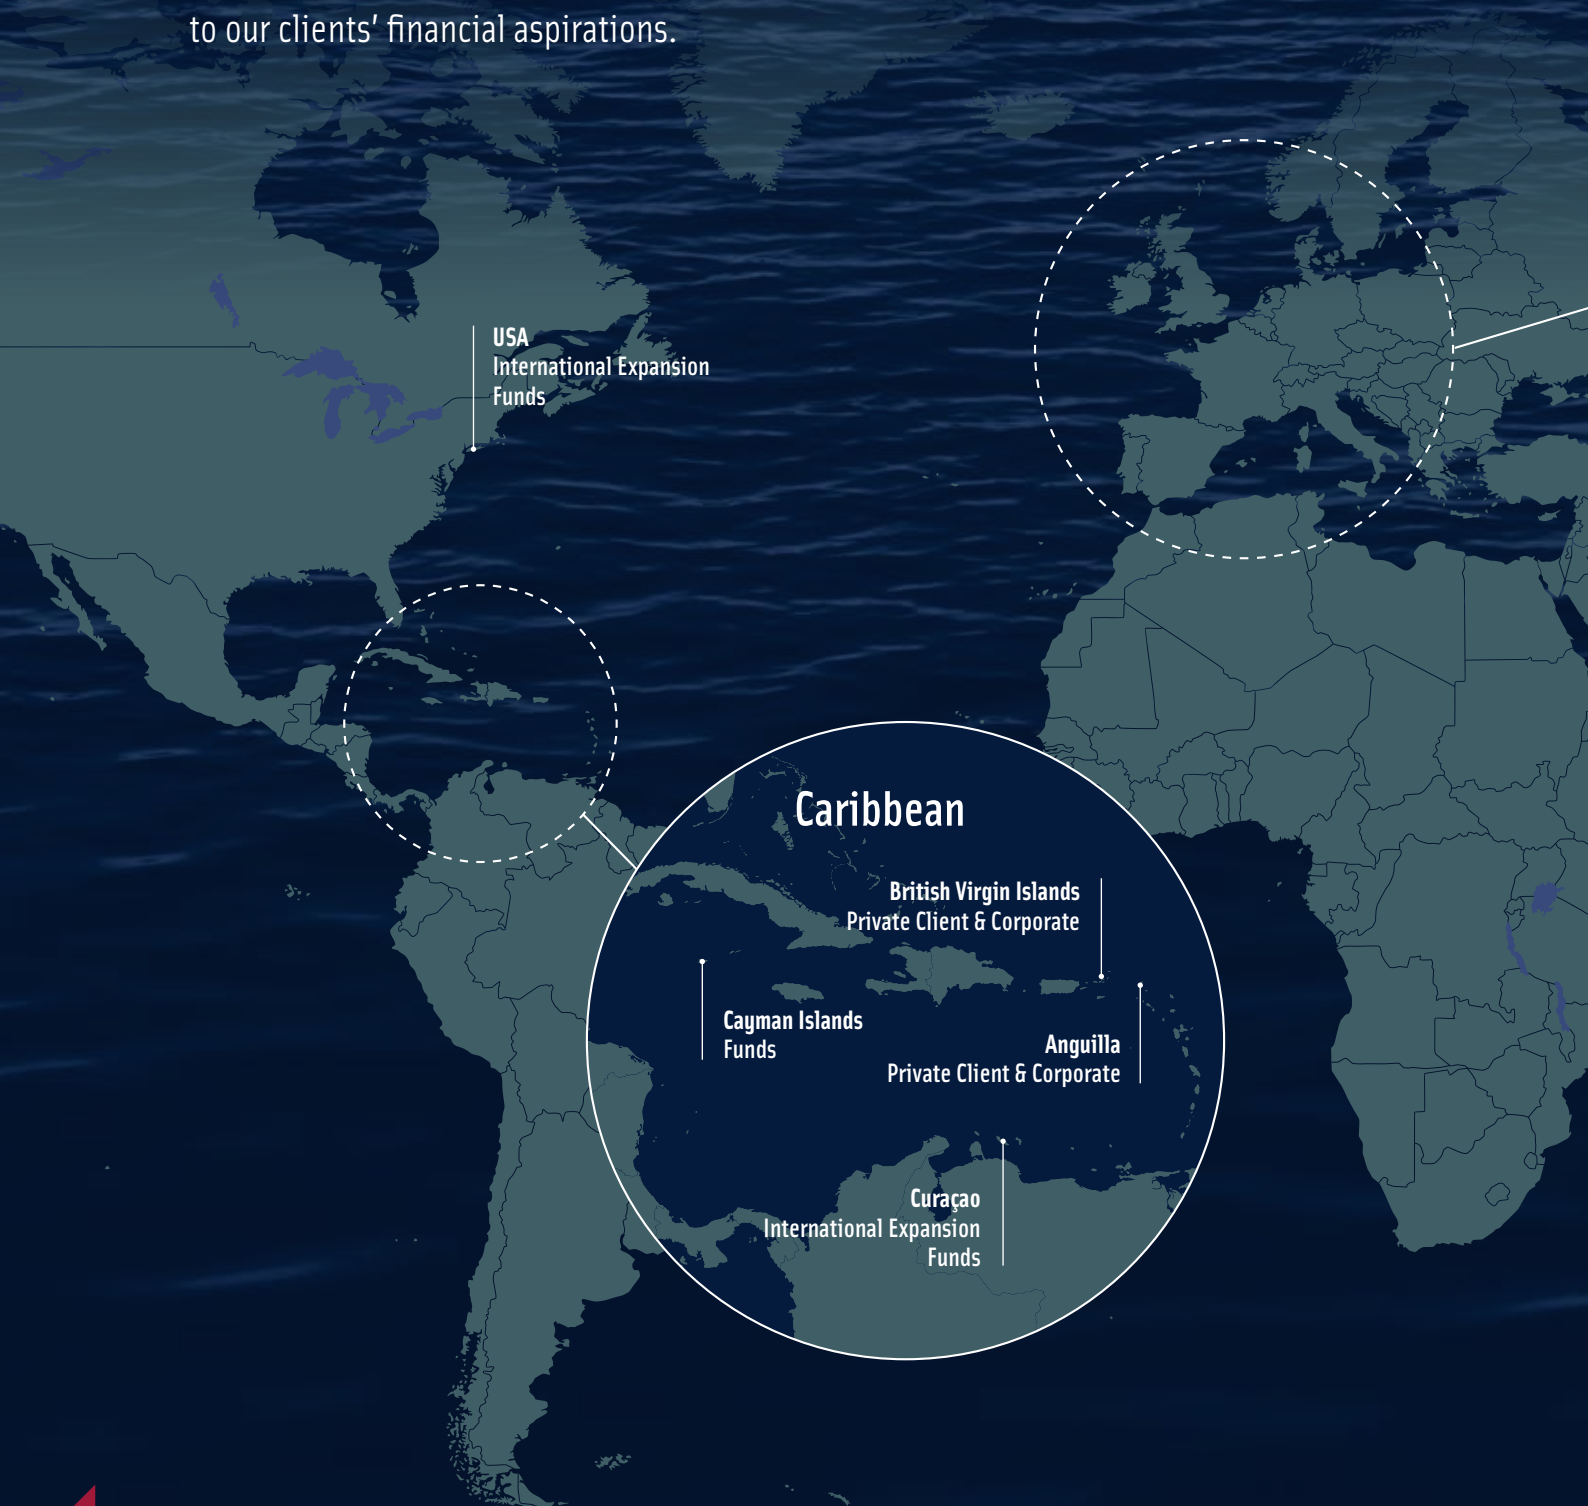 to our clients’ financial aspirations.
USA
International Expansion
Funds
Caribbean
British Virgin Islands
Private Client & Corporate
Cayman Islands
Funds
Anguilla
Private Client & Corporate
Curaçao
International Expansion
Funds